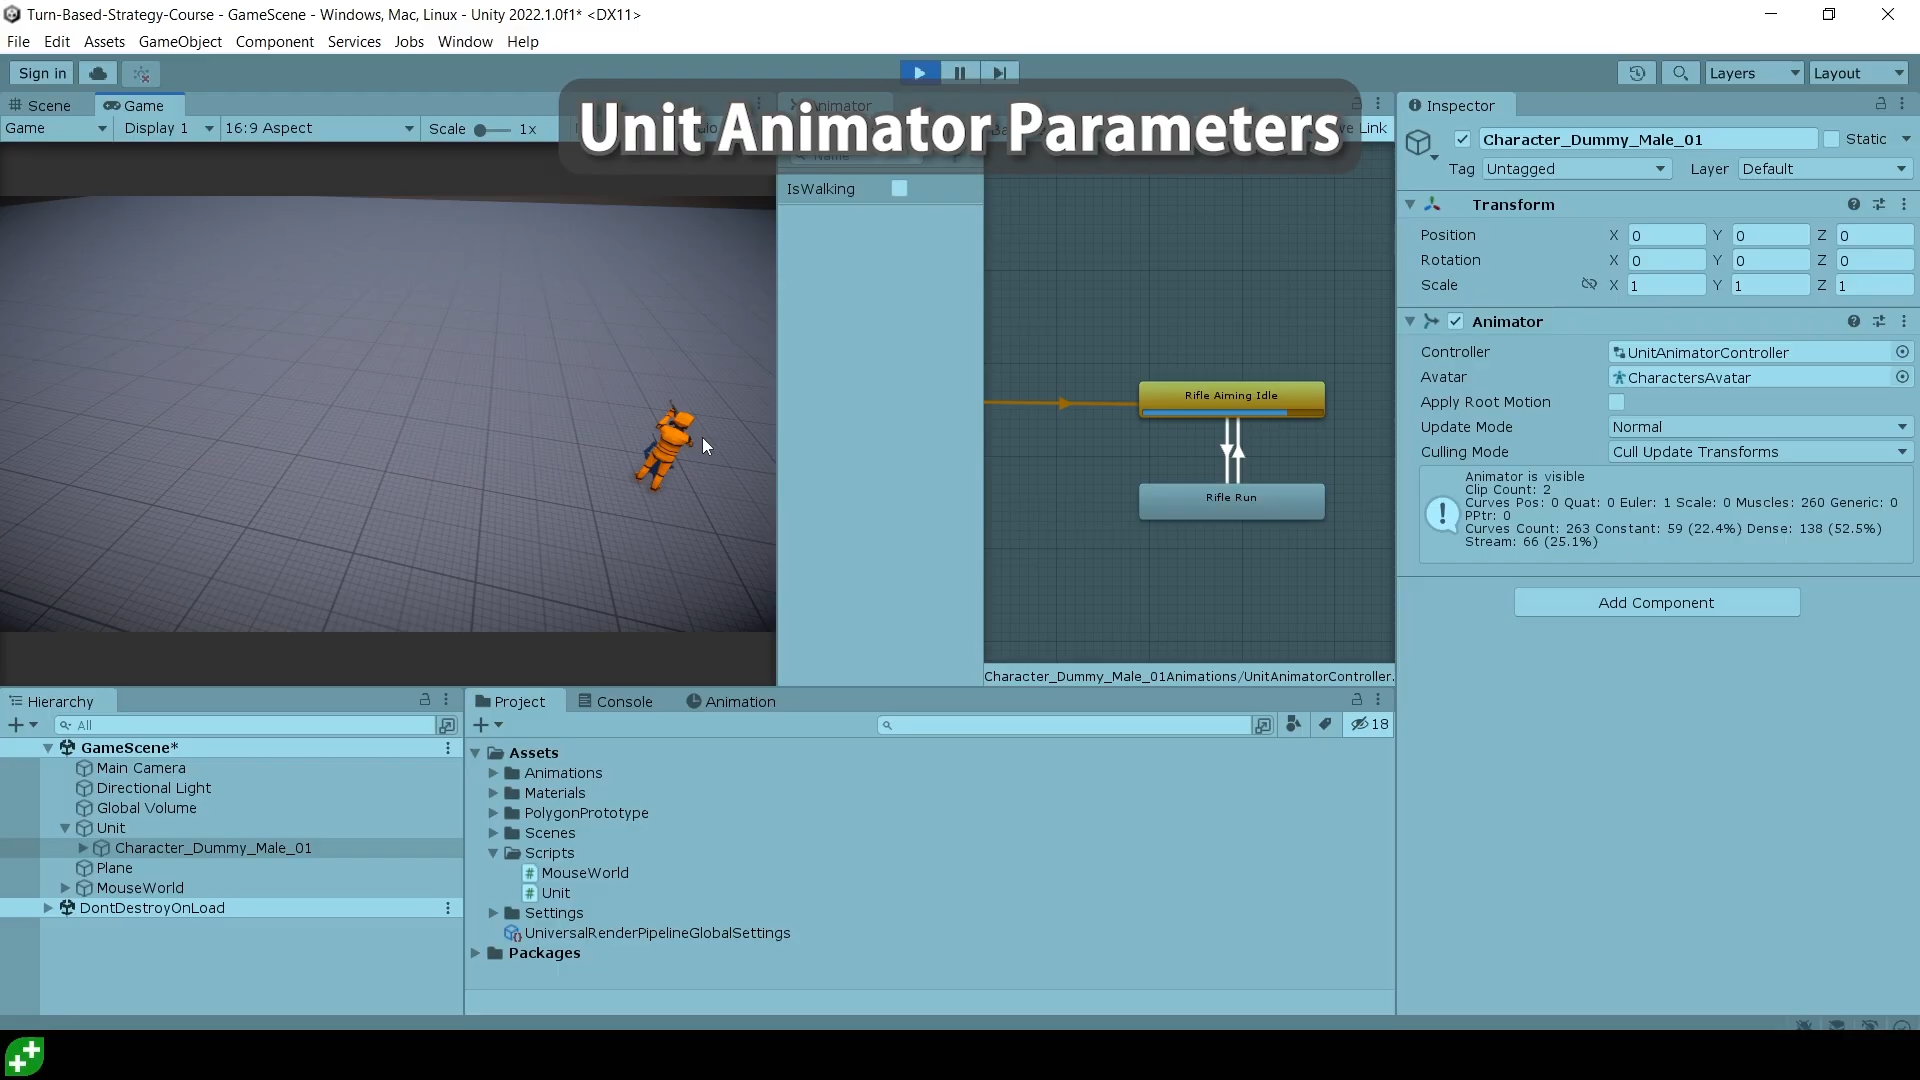 Turn-Based-Strategy-Course - GameScene - Windows, Mac, Linux - Unity 2022.1.0f1* <DX11>
File Edit Assets GameObject Component Services Jobs Window Help
Sign in Layers Layout
Scene Game Animator Inspector
Game Display 1 16:9 Aspect Scale 1x Link
Unit Animator Parameters
Name
IsWalking
Rifle Aiming Idle
Rifle Run
Character_Dummy_Male_01Animations/UnitAnimatorController.
Character_Dummy_Male_01 Static
Tag Untagged Layer Default
Transform
Position X 0 Y 0 Z 0
Rotation X 0 Y 0 Z 0
Scale X 1 Y 1 Z 1
Animator
Controller UnitAnimatorController
Avatar CharactersAvatar
Apply Root Motion
Update Mode Normal
Culling Mode Cull Update Transforms
Animator is visible
Clip Count: 2
Curves Pos: 0 Quat: 0 Euler: 1 Scale: 0 Muscles: 260 Generic: 0
PPtr: 0
Curves Count: 263 Constant: 59 (22.4%) Dense: 138 (52.5%)
Stream: 66 (25.1%)
Add Component
Hierarchy
All
GameScene*
Main Camera
Directional Light
Global Volume
Unit
Character_Dummy_Male_01
Plane
MouseWorld
DontDestroyOnLoad
Project Console Animation
18
Assets
Animations
Materials
PolygonPrototype
Scenes
Scripts
MouseWorld
Unit
Settings
UniversalRenderPipelineGlobalSettings
Packages